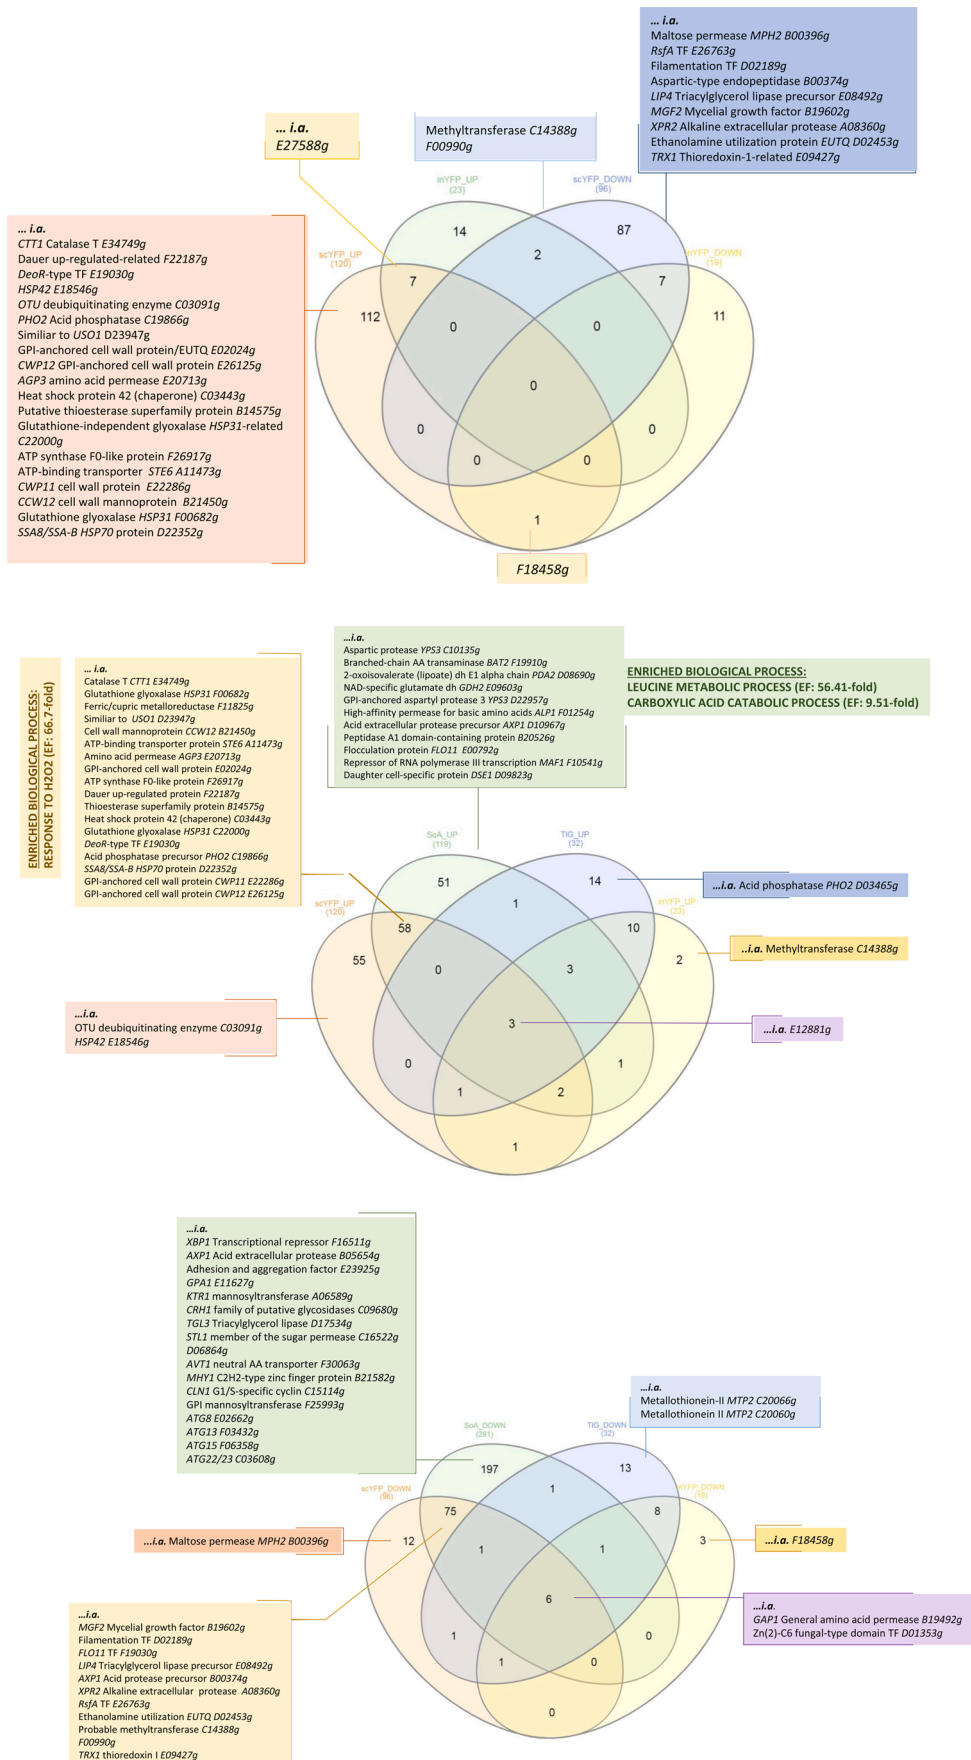 ... i.a.
Maltose permease MPH2 B00396g
RsfA TF E26763g
Filamentation TF D02189g
Aspartic-type endopeptidase B00374g
LIP4 Triacylglycerol lipase precursor E08492g
MGF2 Mycelial growth factor B19602g
XPR2 Alkaline extracellular protease A08360g
Ethanolamine utilization protein EUTQ D02453g
TRX1 Thioredoxin-1-related E09427g
... i.a.
E27588g
Methyltransferase C14388g
F00990g
inYFP_UP
(23)
scYFP_DOWN
(96)
scYFP_UP
(120)
inYFP_DOWN
(19)
14
2
87
7
7
112
0
0
11
0
0
0
0
0
1
F18458g
... i.a.
CTT1 Catalase T E34749g
Dauer up-regulated-related F22187g
DeoR-type TF E19030g
HSP42 E18546g
OTU deubiquitinating enzyme C03091g
PHO2 Acid phosphatase C19866g
Similiar to USO1 D23947g
GPI-anchored cell wall protein/EUTQ E02024g
CWP12 GPI-anchored cell wall protein E26125g
AGP3 amino acid permease E20713g
Heat shock protein 42 (chaperone) C03443g
Putative thioesterase superfamily protein B14575g
Glutathione-independent glyoxalase HSP31-related
C22000g
ATP synthase F0-like protein F26917g
ATP-binding transporter STE6 A11473g
CWP11 cell wall protein E22286g
CCW12 cell wall mannoprotein B21450g
Glutathione glyoxalase HSP31 F00682g
SSA8/SSA-B HSP70 protein D22352g
ENRICHED BIOLOGICAL PROCESS:
RESPONSE TO H2O2 (EF: 66.7-fold)
... i.a.
Catalase T CTT1 E34749g
Glutathione glyoxalase HSP31 F00682g
Ferric/cupric metalloreductase F11825g
Similiar to USO1 D23947g
Cell wall mannoprotein CCW12 B21450g
ATP-binding transporter protein STE6 A11473g
Amino acid permease AGP3 E20713g
GPI-anchored cell wall protein E02024g
ATP synthase F0-like protein F26917g
Dauer up-regulated protein F22187g
Thioesterase superfamily protein B14575g
Heat shock protein 42 (chaperone) C03443g
Glutathione glyoxalase HSP31 C22000g
DeoR-type TF E19030g
Acid phosphatase precursor PHO2 C19866g
SSA8/SSA-B HSP70 protein D22352g
GPI-anchored cell wall protein CWP11 E22286g
GPI-anchored cell wall protein CWP12 E26125g
...i.a.
Aspartic protease YPS3 C10135g
Branched-chain AA transaminase BAT2 F19910g
2-oxoisovalerate (lipoate) dh E1 alpha chain PDA2 D08690g
NAD-specific glutamate dh GDH2 E09603g
GPI-anchored aspartyl protease 3 YPS3 D22957g
High-affinity permease for basic amino acids ALP1 F01254g
Acid extracellular protease precursor AXP1 D10967g
Peptidase A1 domain-containing protein B20526g
Flocculation protein FLO11 E00792g
Repressor of RNA polymerase III transcription MAF1 F10541g
Daughter cell-specific protein DSE1 D09823g
ENRICHED BIOLOGICAL PROCESS:
LEUCINE METABOLIC PROCESS (EF: 56.41-fold)
CARBOXYLIC ACID CATABOLIC PROCESS (EF: 9.51-fold)
SoA_UP
(119)
TIG_UP
(32)
scYFP_UP
(120)
inYFP_UP
(23)
51
1
14
58
10
55
0
3
2
3
0
1
1
2
1
...i.a. Acid phosphatase PHO2 D03465g
..i.a. Methyltransferase C14388g
...i.a. E12881g
...i.a.
OTU deubiquitinating enzyme C03091g
HSP42 E18546g
...i.a.
XBP1 Transcriptional repressor F16511g
AXP1 Acid extracellular protease B05654g
Adhesion and aggregation factor E23925g
GPA1 E11627g
KTR1 mannosyltransferase A06589g
CRH1 family of putative glycosidases C09680g
TGL3 Triacylglycerol lipase D17534g
STL1 member of the sugar permease C16522g
D06864g
AVT1 neutral AA transporter F30063g
MHY1 C2H2-type zinc finger protein B21582g
CLN1 G1/S-specific cyclin C15114g
GPI mannosyltransferase F25993g
ATG8 E02662g
ATG13 F03432g
ATG15 F06358g
ATG22/23 C03608g
...i.a.
Metallothionein-II MTP2 C20066g
Metallothionein II MTP2 C20060g
SoA_DOWN
(281)
TIG_DOWN
(32)
scYFP_DOWN
(96)
inYFP_DOWN
(19)
197
1
13
75
8
12
1
1
3
6
1
0
1
0
0
...i.a. Maltose permease MPH2 B00396g
...i.a. F18458g
...i.a.
GAP1 General amino acid permease B19492g
Zn(2)-C6 fungal-type domain TF D01353g
...i.a.
MGF2 Mycelial growth factor B19602g
Filamentation TF D02189g
FLO11 TF F19030g
LIP4 Triacylglycerol lipase precursor E08492g
AXP1 Acid protease precursor B00374g
XPR2 Alkaline extracellular protease A08360g
RsfA TF E26763g
Ethanolamine utilization EUTQ D02453g
Probable methyltransferase C14388g
F00990g
TRX1 thioredoxin I E09427g